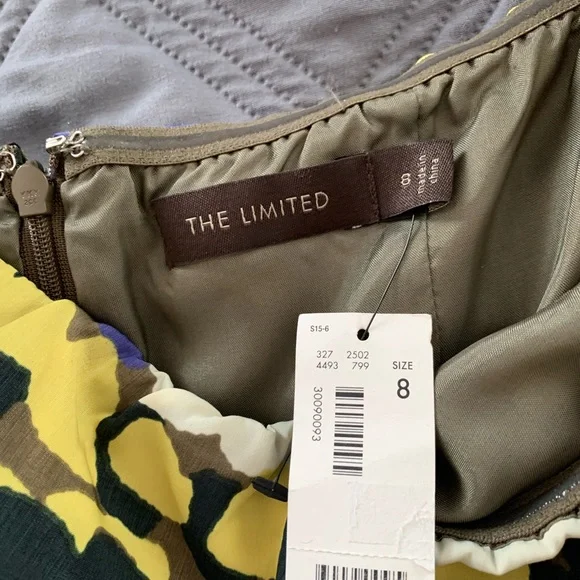 THE LIMITED
8
made in
china
S15-6
327 2502
4493 799
SIZE
8
30090093